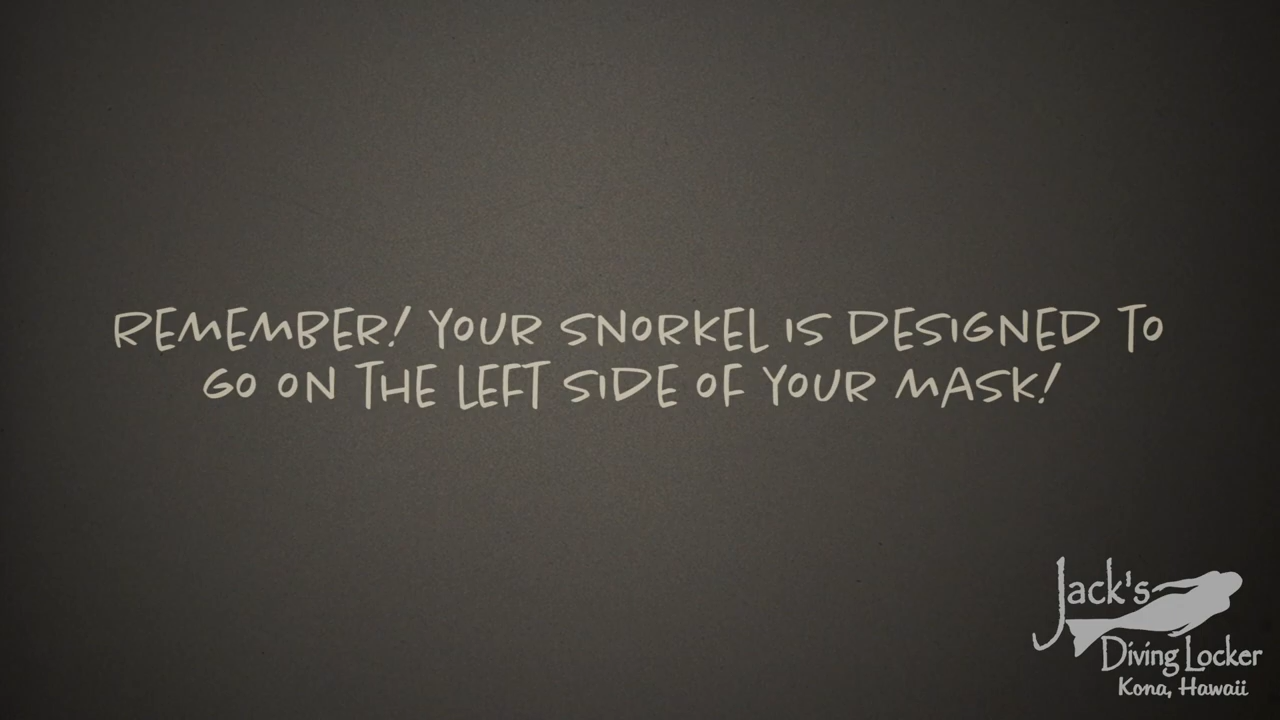 REMEMBER! YOUR SNORKEL IS DESIGNED TO
GO ON THE LEFT SIDE OF YOUR MASK!
Jack's
Diving Locker
Kona, Hawaii